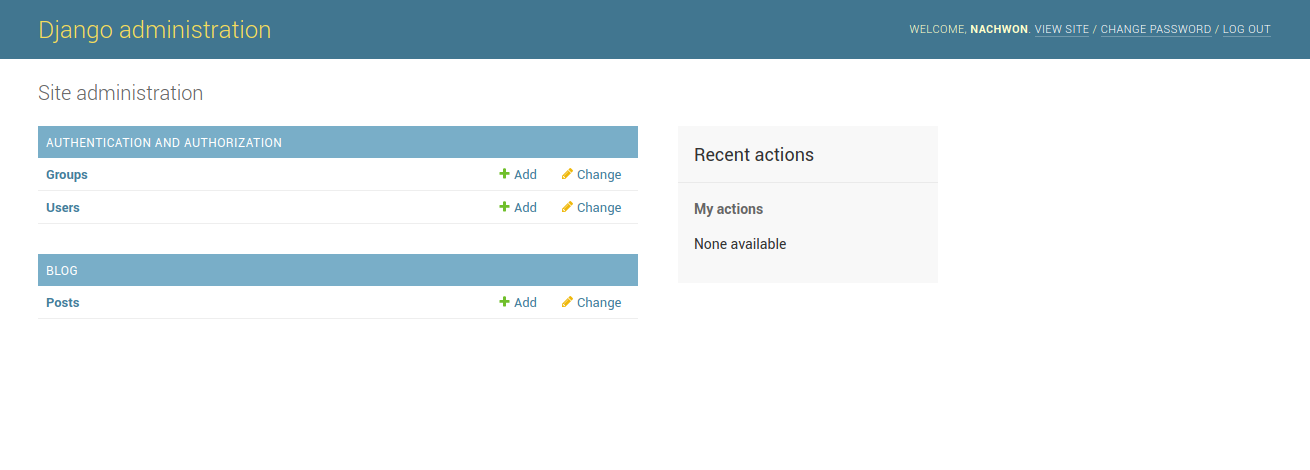 Django administration
WELCOME, NACHWON. VIEW SITE / CHANGE PASSWORD / LOG OUT
Site administration
AUTHENTICATION AND AUTHORIZATION
Groups Add Change
Users Add Change
BLOG
Posts Add Change
Recent actions
My actions
None available